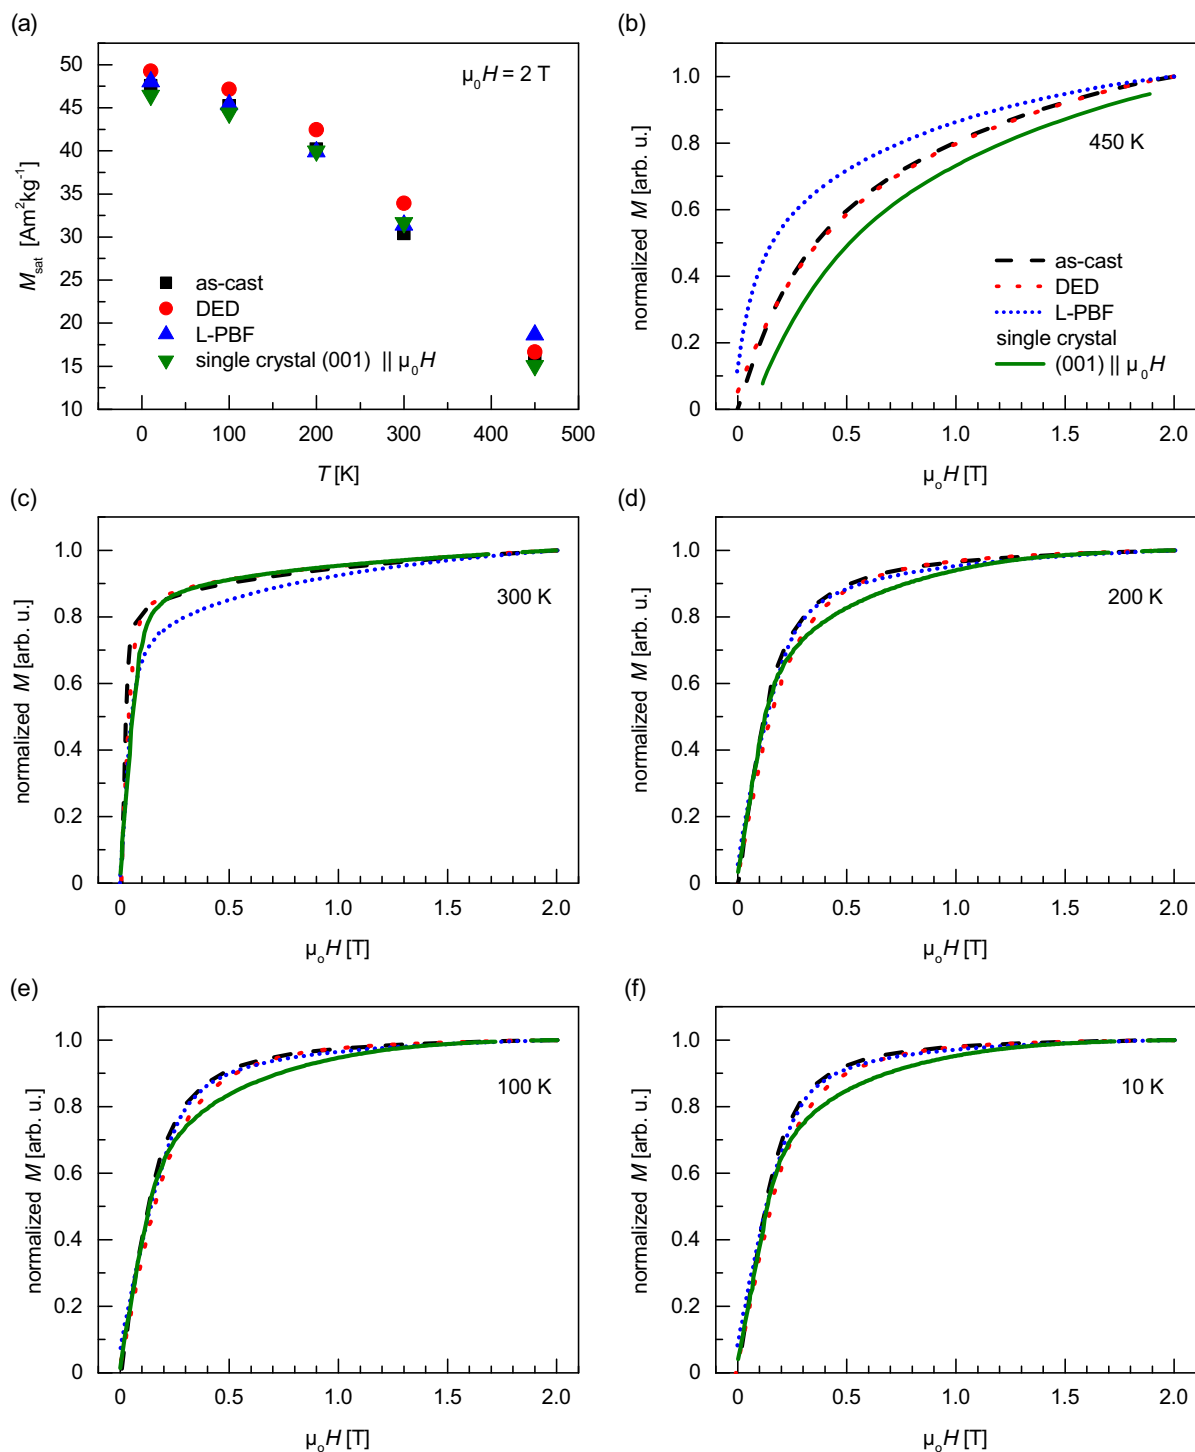 (a)
50
45
40
35
30
25
20
15
10
M_sat [Am²kg⁻¹]
μ₀H = 2 T
as-cast
DED
L-PBF
single crystal (001) || μ₀H
0 100 200 300 400 500
T [K]
(b)
1.0
0.8
0.6
0.4
0.2
0
normalized M [arb. u.]
450 K
as-cast
DED
L-PBF
single crystal
(001) || μ₀H
0 0.5 1.0 1.5 2.0
μₒH [T]
(c)
1.0
0.8
0.6
0.4
0.2
0
normalized M [arb. u.]
300 K
0 0.5 1.0 1.5 2.0
μₒH [T]
(d)
1.0
0.8
0.6
0.4
0.2
0
normalized M [arb. u.]
200 K
0 0.5 1.0 1.5 2.0
μₒH [T]
(e)
1.0
0.8
0.6
0.4
0.2
0
normalized M [arb. u.]
100 K
0 0.5 1.0 1.5 2.0
μₒH [T]
(f)
1.0
0.8
0.6
0.4
0.2
0
normalized M [arb. u.]
10 K
0 0.5 1.0 1.5 2.0
μₒH [T]